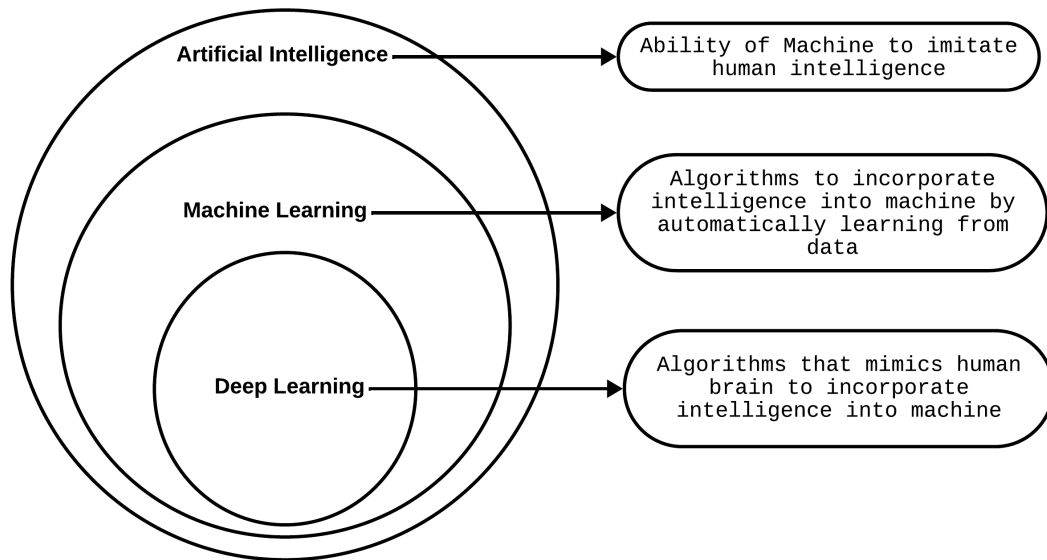 Artificial Intelligence
Ability of Machine to imitate
human intelligence
Machine Learning
Algorithms to incorporate
intelligence into machine by
automatically learning from
data
Deep Learning
Algorithms that mimics human
brain to incorporate
intelligence into machine